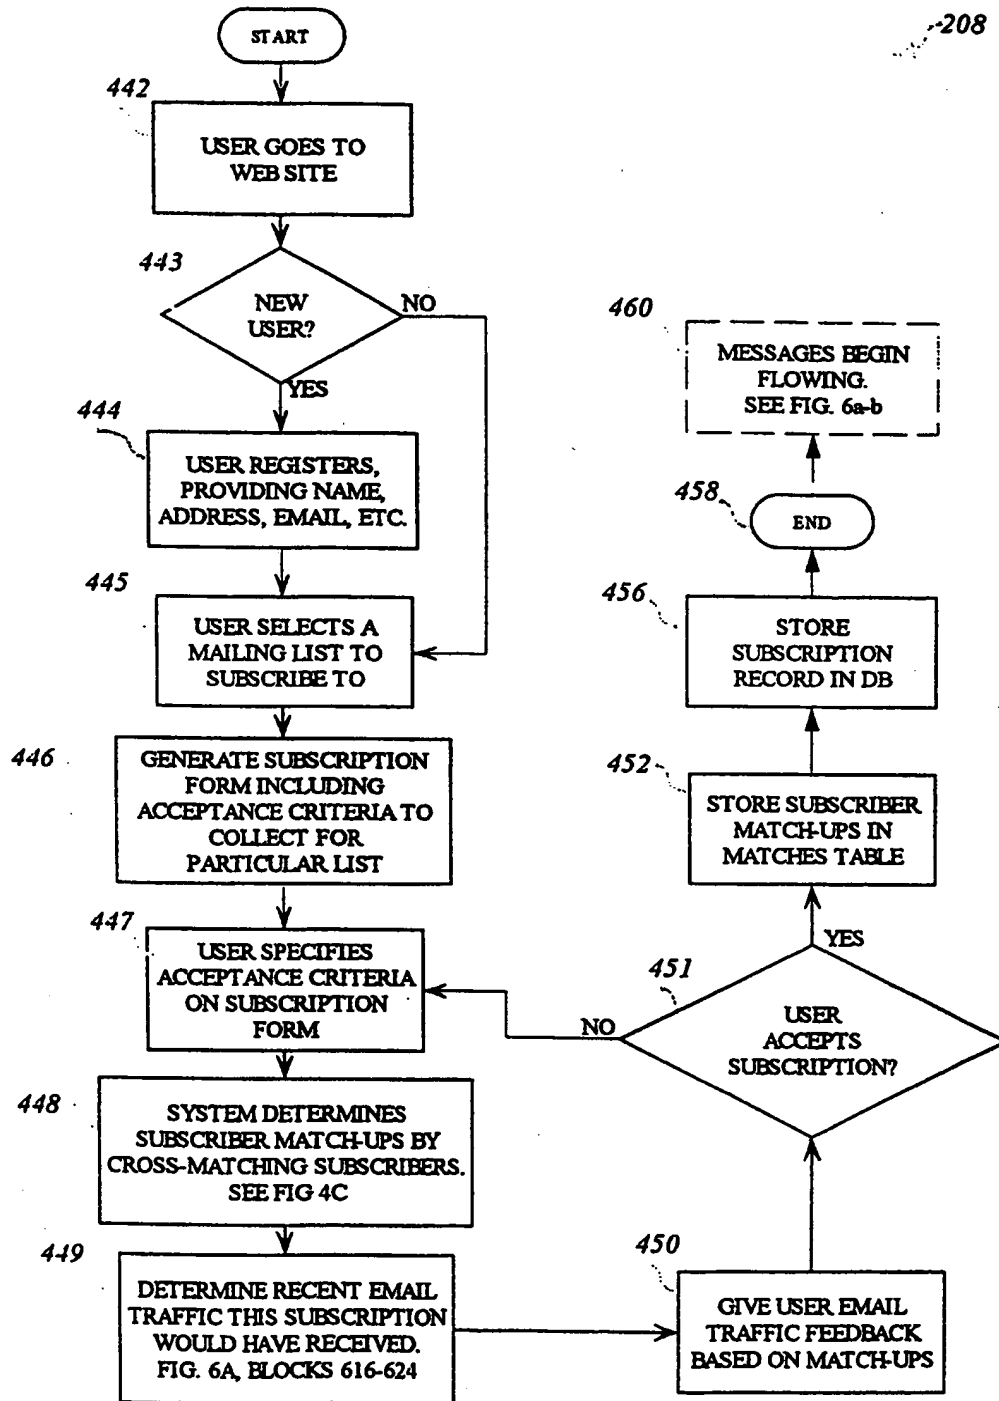 START
208
442
USER GOES TO
WEB SITE
443
NEW
USER?
NO
YES
444
USER REGISTERS,
PROVIDING NAME,
ADDRESS, EMAIL, ETC.
445
USER SELECTS A
MAILING LIST TO
SUBSCRIBE TO
446
GENERATE SUBSCRIPTION
FORM INCLUDING
ACCEPTANCE CRITERIA TO
COLLECT FOR
PARTICULAR LIST
447
USER SPECIFIES
ACCEPTANCE CRITERIA
ON SUBSCRIPTION
FORM
448
SYSTEM DETERMINES
SUBSCRIBER MATCH-UPS BY
CROSS-MATCHING SUBSCRIBERS.
SEE FIG 4C
449
DETERMINE RECENT EMAIL
TRAFFIC THIS SUBSCRIPTION
WOULD HAVE RECEIVED.
FIG. 6A, BLOCKS 616-624
450
GIVE USER EMAIL
TRAFFIC FEEDBACK
BASED ON MATCH-UPS
451
USER
ACCEPTS
SUBSCRIPTION?
NO
YES
452
STORE SUBSCRIBER
MATCH-UPS IN
MATCHES TABLE
456
STORE
SUBSCRIPTION
RECORD IN DB
458
END
460
MESSAGES BEGIN
FLOWING.
SEE FIG. 6a-b